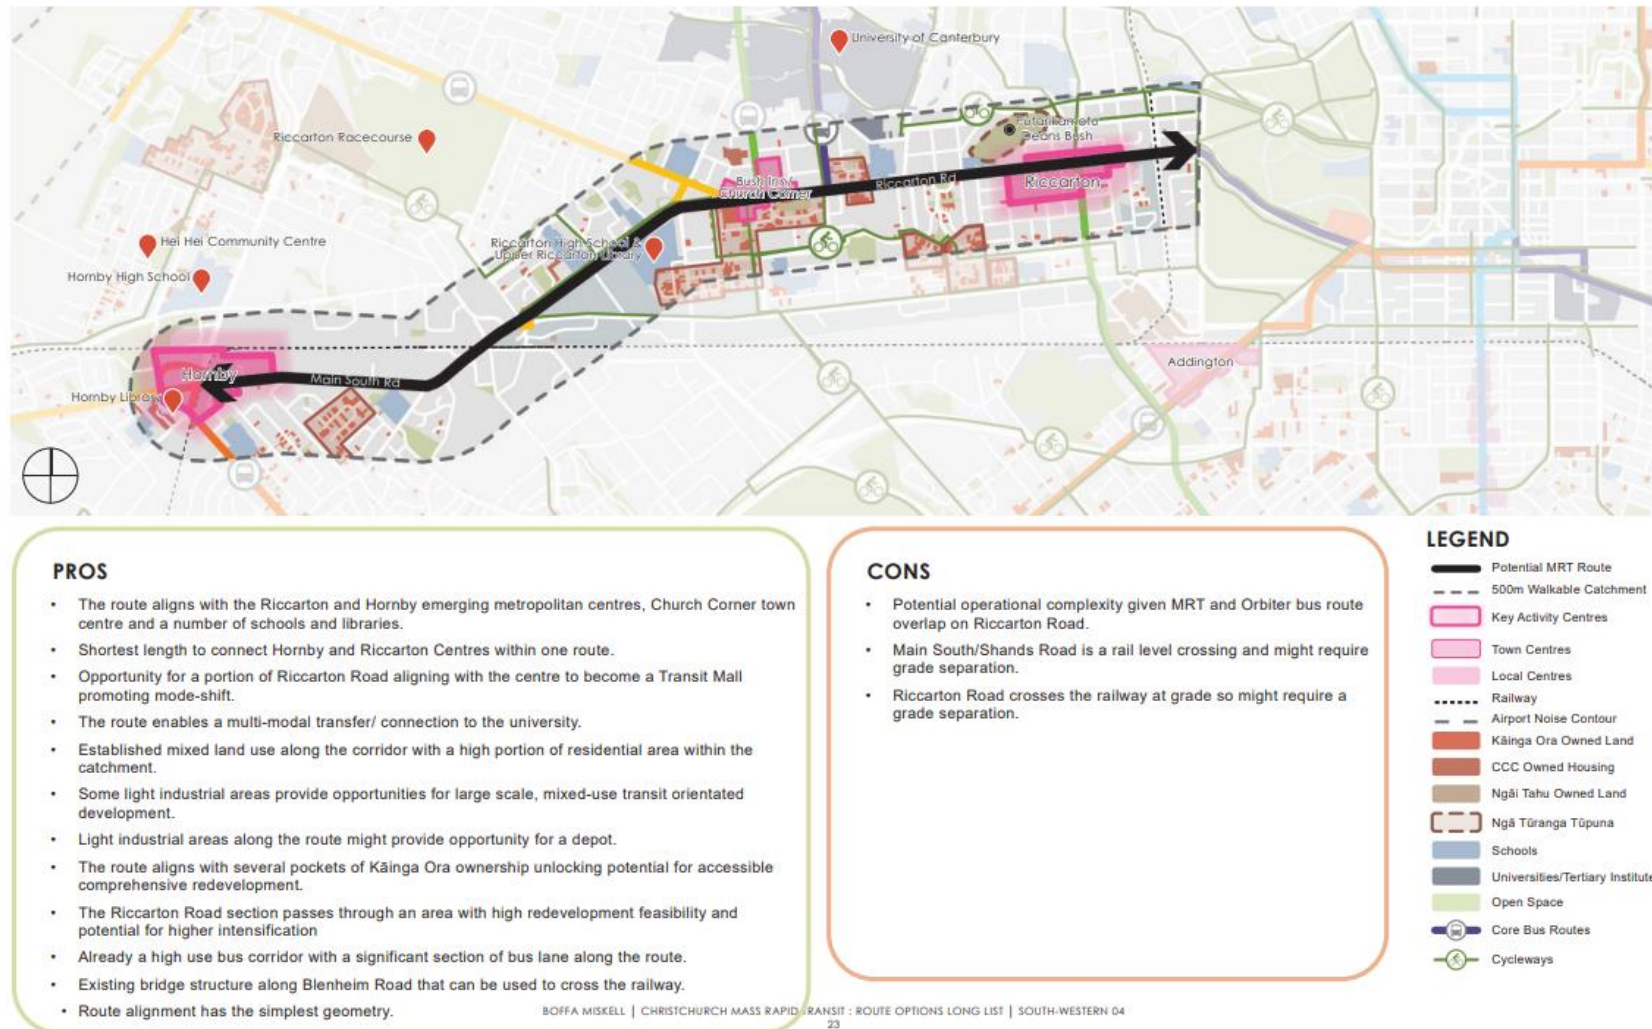 University of Canterbury
Riccarton Racecourse
Pūtaringamotu
Deans Bush
Bush Inn/
Church Corner
Riccarton Rd
Riccarton
Hei Hei Community Centre
Riccarton High School &
Upper Riccarton Library
Hornby High School
Addington
Hornby
Main South Rd
Hornby Library
PROS
• The route aligns with the Riccarton and Hornby emerging metropolitan centres, Church Corner town
centre and a number of schools and libraries.
• Shortest length to connect Hornby and Riccarton Centres within one route.
• Opportunity for a portion of Riccarton Road aligning with the centre to become a Transit Mall
promoting mode-shift.
• The route enables a multi-modal transfer/ connection to the university.
• Established mixed land use along the corridor with a high portion of residential area within the
catchment.
• Some light industrial areas provide opportunities for large scale, mixed-use transit orientated
development.
• Light industrial areas along the route might provide opportunity for a depot.
• The route aligns with several pockets of Kāinga Ora ownership unlocking potential for accessible
comprehensive redevelopment.
• The Riccarton Road section passes through an area with high redevelopment feasibility and
potential for higher intensification
• Already a high use bus corridor with a significant section of bus lane along the route.
• Existing bridge structure along Blenheim Road that can be used to cross the railway.
• Route alignment has the simplest geometry.
CONS
• Potential operational complexity given MRT and Orbiter bus route
overlap on Riccarton Road.
• Main South/Shands Road is a rail level crossing and might require
grade separation.
• Riccarton Road crosses the railway at grade so might require a
grade separation.
LEGEND
Potential MRT Route
500m Walkable Catchment
Key Activity Centres
Town Centres
Local Centres
Railway
Airport Noise Contour
Kāinga Ora Owned Land
CCC Owned Housing
Ngāi Tahu Owned Land
Ngā Tūranga Tūpuna
Schools
Universities/Tertiary Institute
Open Space
Core Bus Routes
Cycleways
BOFFA MISKELL | CHRISTCHURCH MASS RAPID TRANSIT : ROUTE OPTIONS LONG LIST | SOUTH-WESTERN 04
23